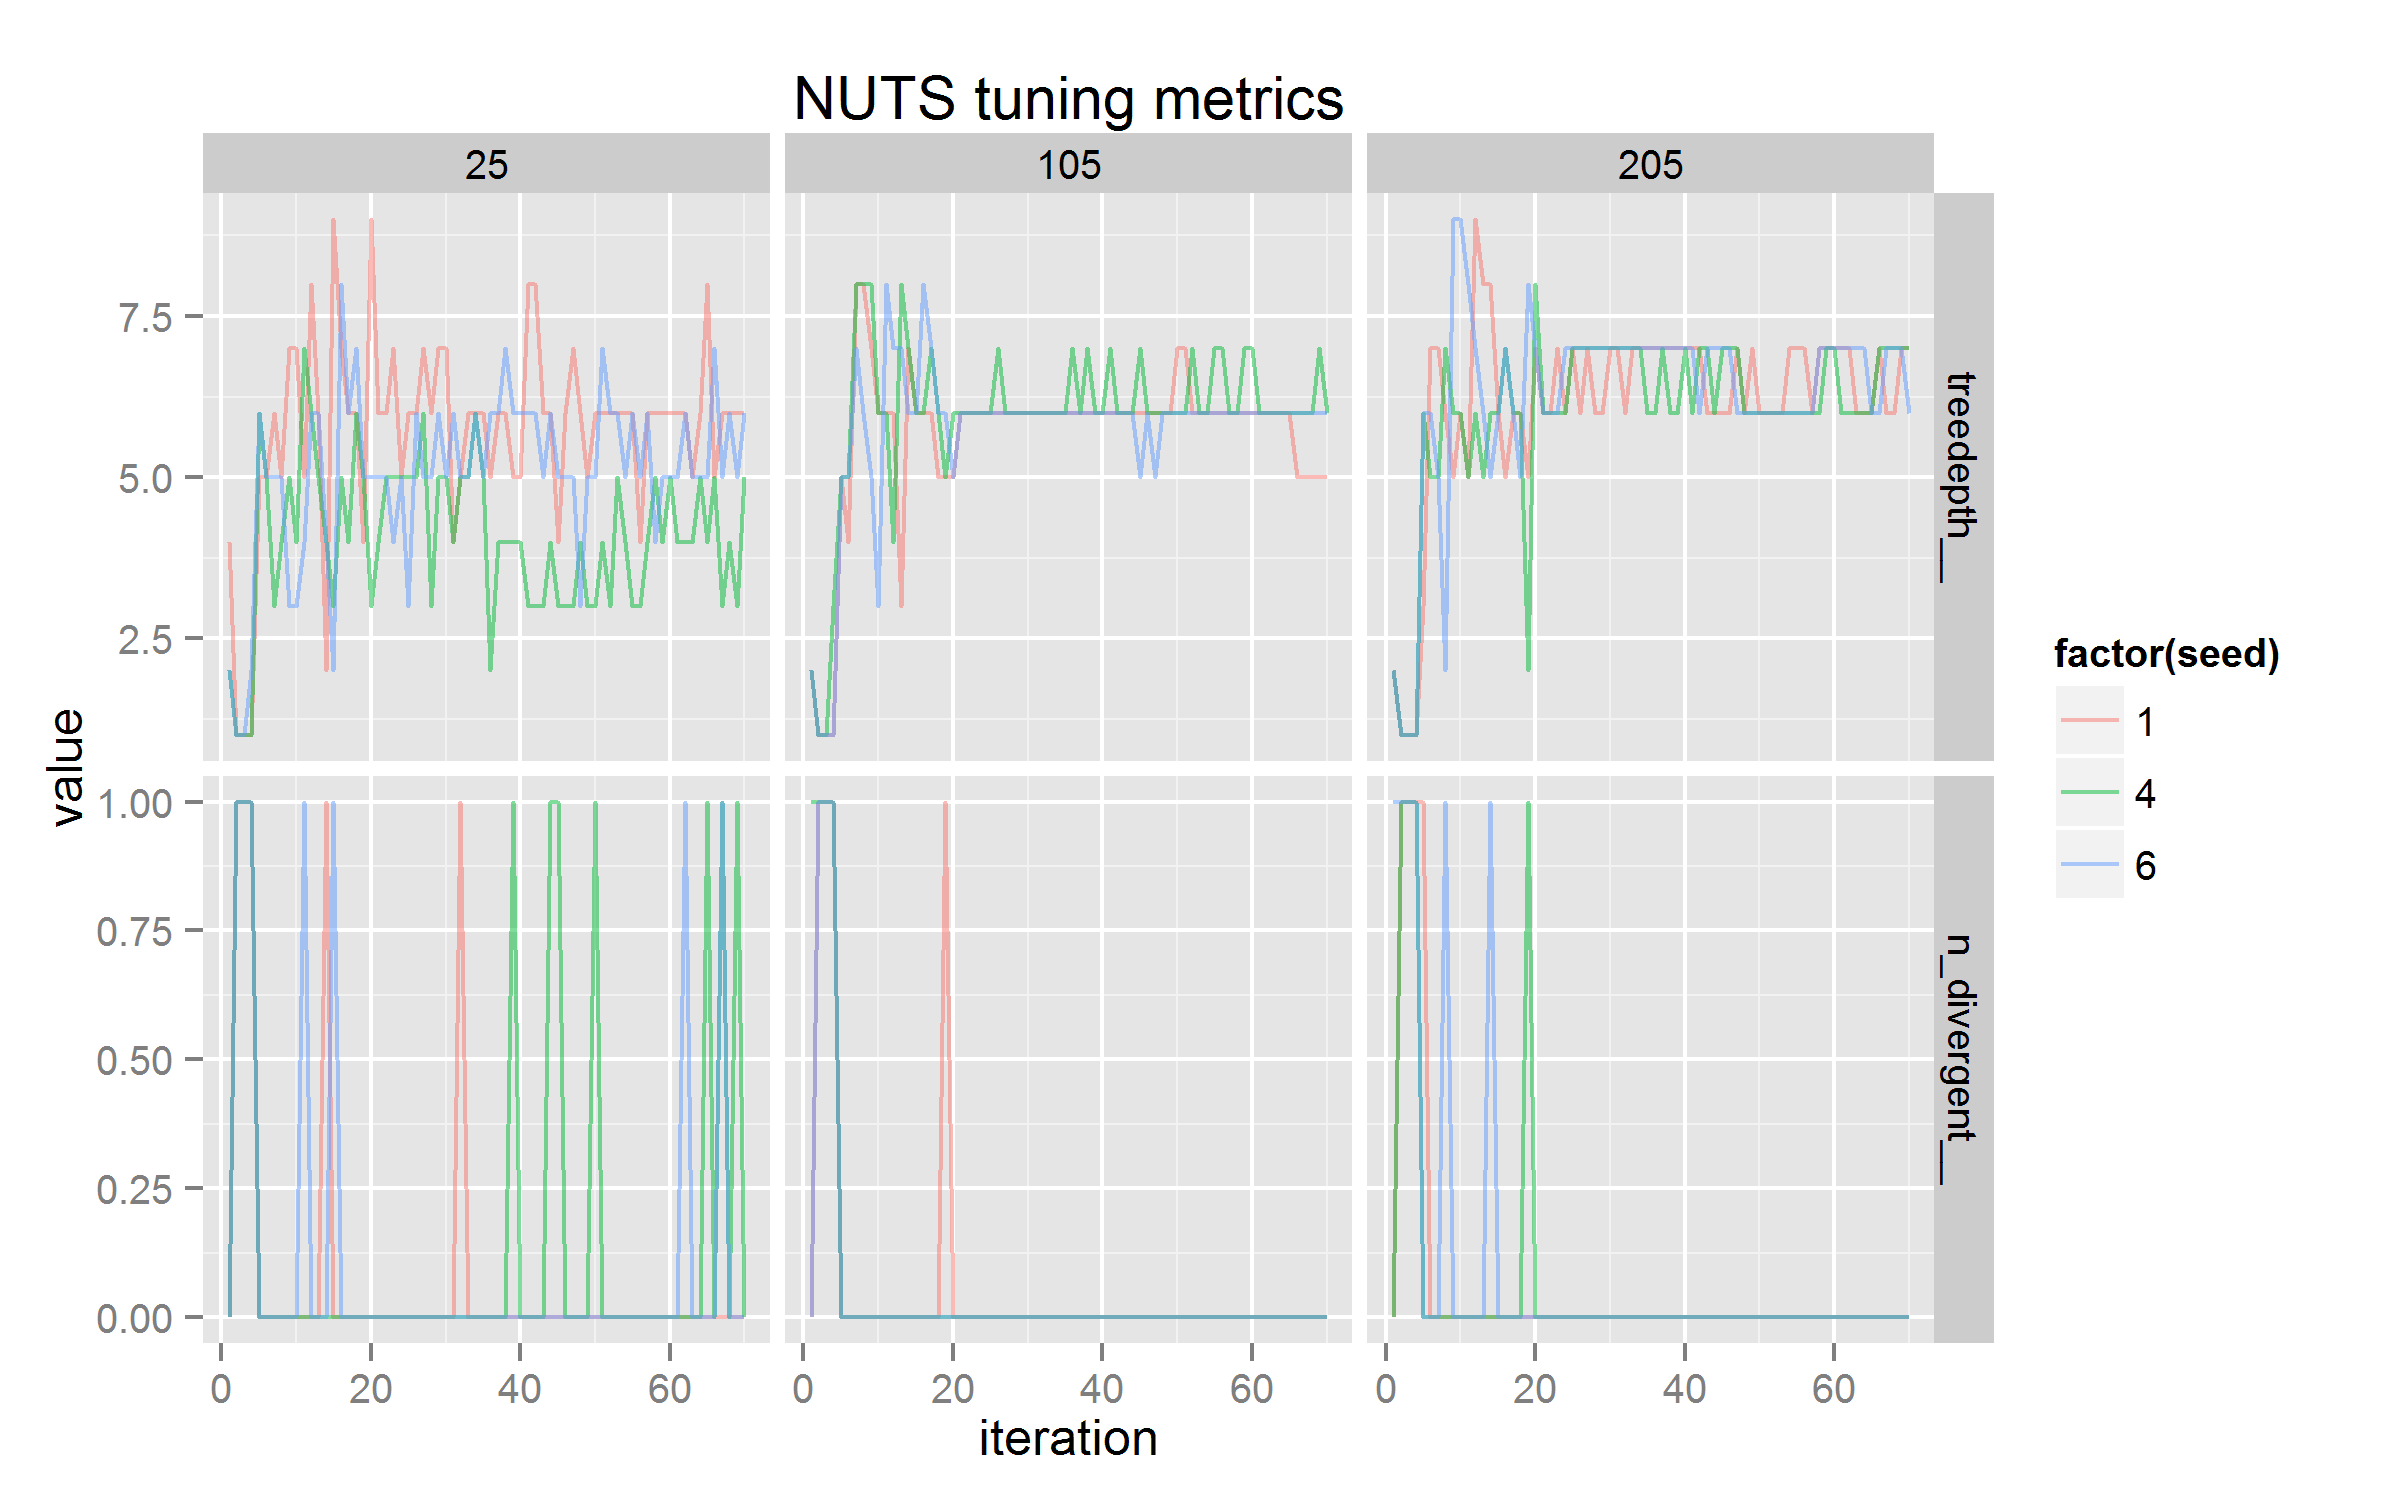 NUTS tuning metrics
25 105 205
7.5
5.0
2.5
treedepth__
value
1.00
0.75
0.50
0.25
0.00
n_divergent__
0 20 40 60 0 20 40 60 0 20 40 60
iteration
factor(seed)
1
4
6